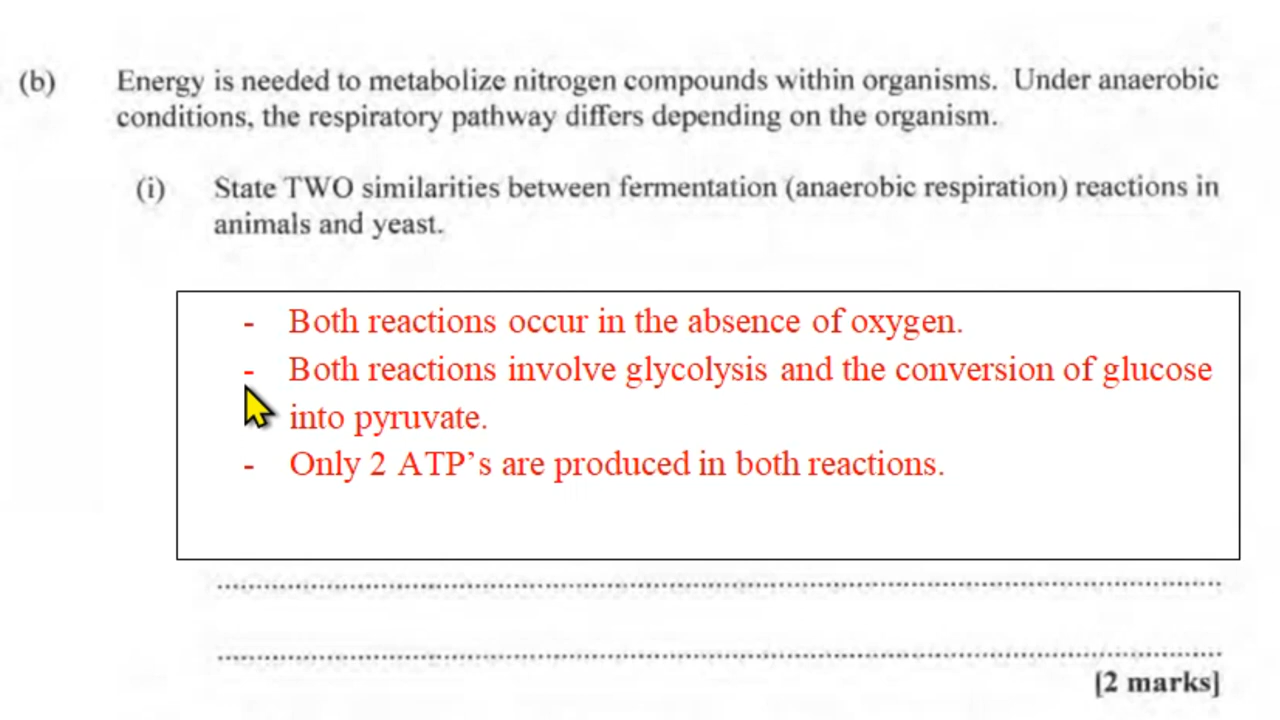 (b) Energy is needed to metabolize nitrogen compounds within organisms. Under anaerobic
conditions, the respiratory pathway differs depending on the organism.
(i) State TWO similarities between fermentation (anaerobic respiration) reactions in
animals and yeast.
- Both reactions occur in the absence of oxygen.
- Both reactions involve glycolysis and the conversion of glucose
into pyruvate.
- Only 2 ATP's are produced in both reactions.
[2 marks]